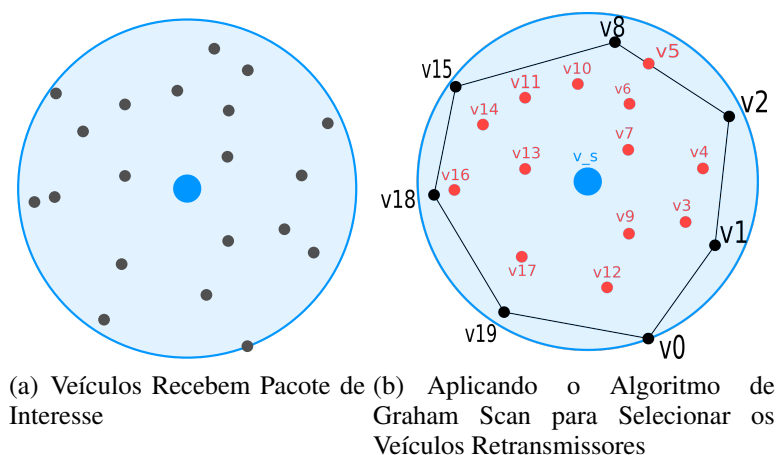 v8
v5
v15
v11
v10
v6
v2
v14
v7
v_s
v13
v4
v16
v18
v3
v9
v1
v17
v12
v19
v0
(a) Veículos Recebem Pacote de
Interesse
(b) Aplicando o Algoritmo de
Graham Scan para Selecionar os
Veículos Retransmissores